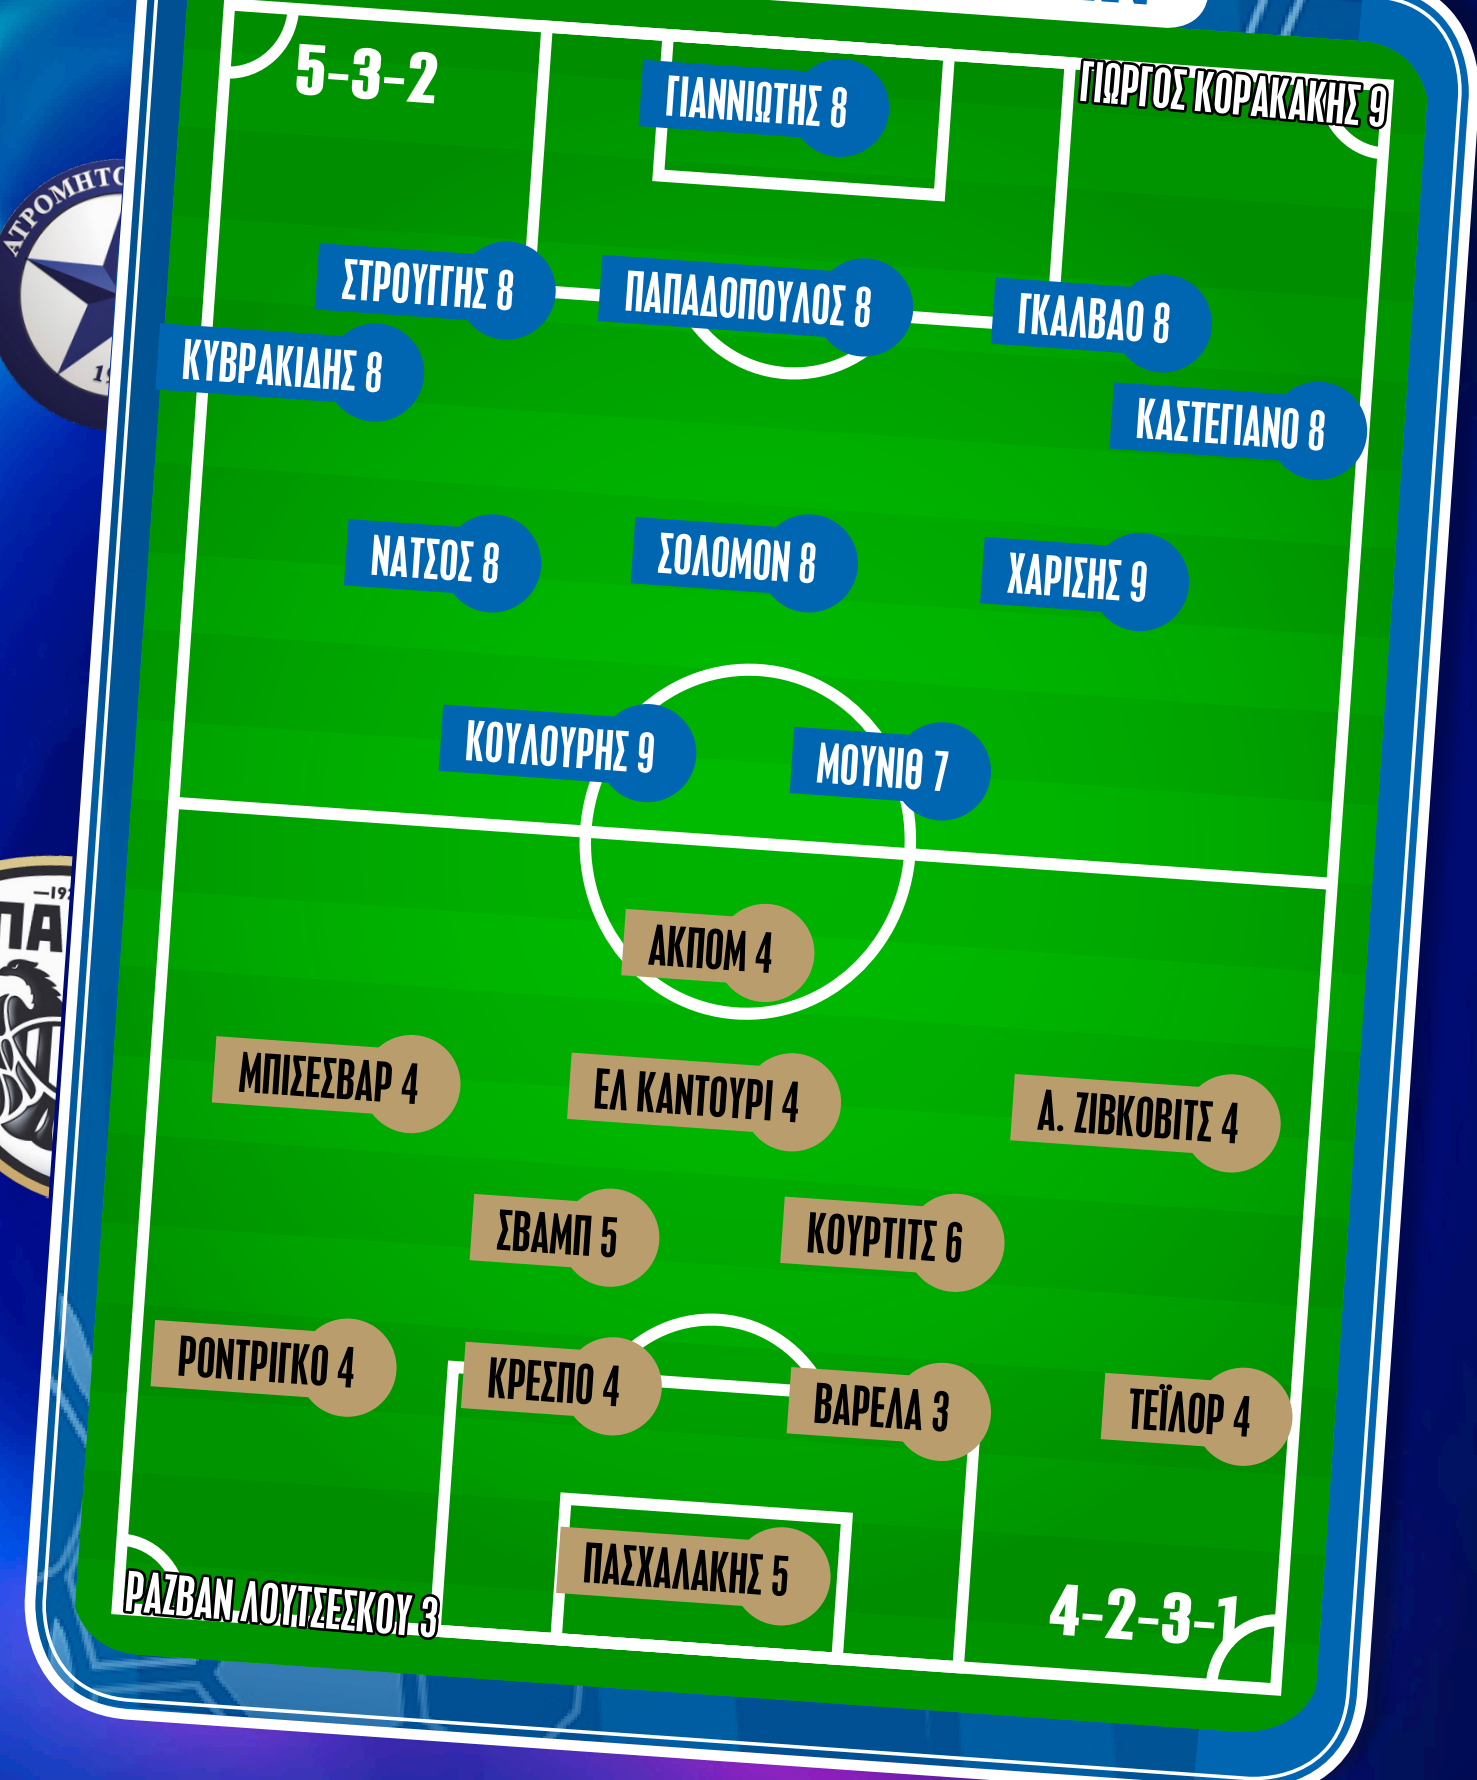 5-3-2
ΓΙΑΝΝΙΩΤΗΣ 8
ΓΙΩΡΓΟΣ ΚΟΡΑΚΑΚΗΣ 9
ΣΤΡΟΥΓΓΗΣ 8
ΠΑΠΑΔΟΠΟΥΛΟΣ 8
ΓΚΑΛΒΑΟ 8
ΚΥΒΡΑΚΙΔΗΣ 8
ΚΑΣΤΕΓΙΑΝΟ 8
ΝΑΤΣΟΣ 8
ΣΟΛΟΜΟΝ 8
ΧΑΡΙΣΗΣ 9
ΚΟΥΛΟΥΡΗΣ 9
ΜΟΥΝΙΘ 7
ΑΚΠΟΜ 4
ΜΠΙΣΕΣΒΑΡ 4
ΕΛ ΚΑΝΤΟΥΡΙ 4
Α. ΖΙΒΚΟΒΙΤΣ 4
ΣΒΑΜΠ 5
ΚΟΥΡΤΙΤΣ 6
ΡΟΝΤΡΙΓΚΟ 4
ΚΡΕΣΠΟ 4
ΒΑΡΕΛΑ 3
ΤΕΪΛΟΡ 4
ΠΑΣΧΑΛΑΚΗΣ 5
ΡΑΖΒΑΝ ΛΟΥΤΣΕΣΚΟΥ 3
4-2-3-1